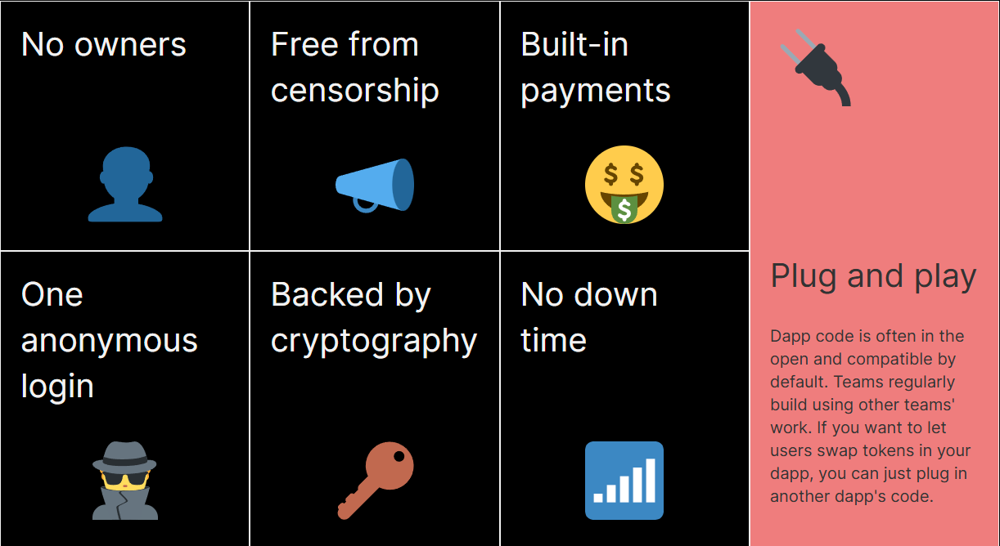 No owners
Free from
censorship
Built-in
payments
One
anonymous
login
Backed by
cryptography
No down
time
Plug and play
Dapp code is often in the
open and compatible by
default. Teams regularly
build using other teams'
work. If you want to let
users swap tokens in your
dapp, you can just plug in
another dapp's code.